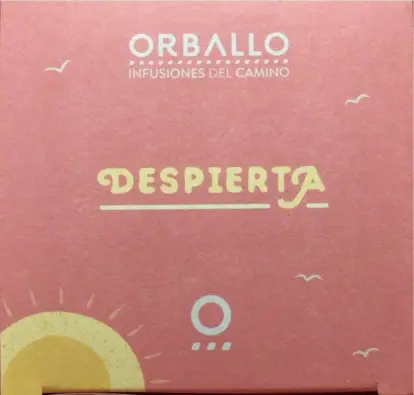 ORBALLO
INFUSIONES DEL CAMINO
DESPIERTA